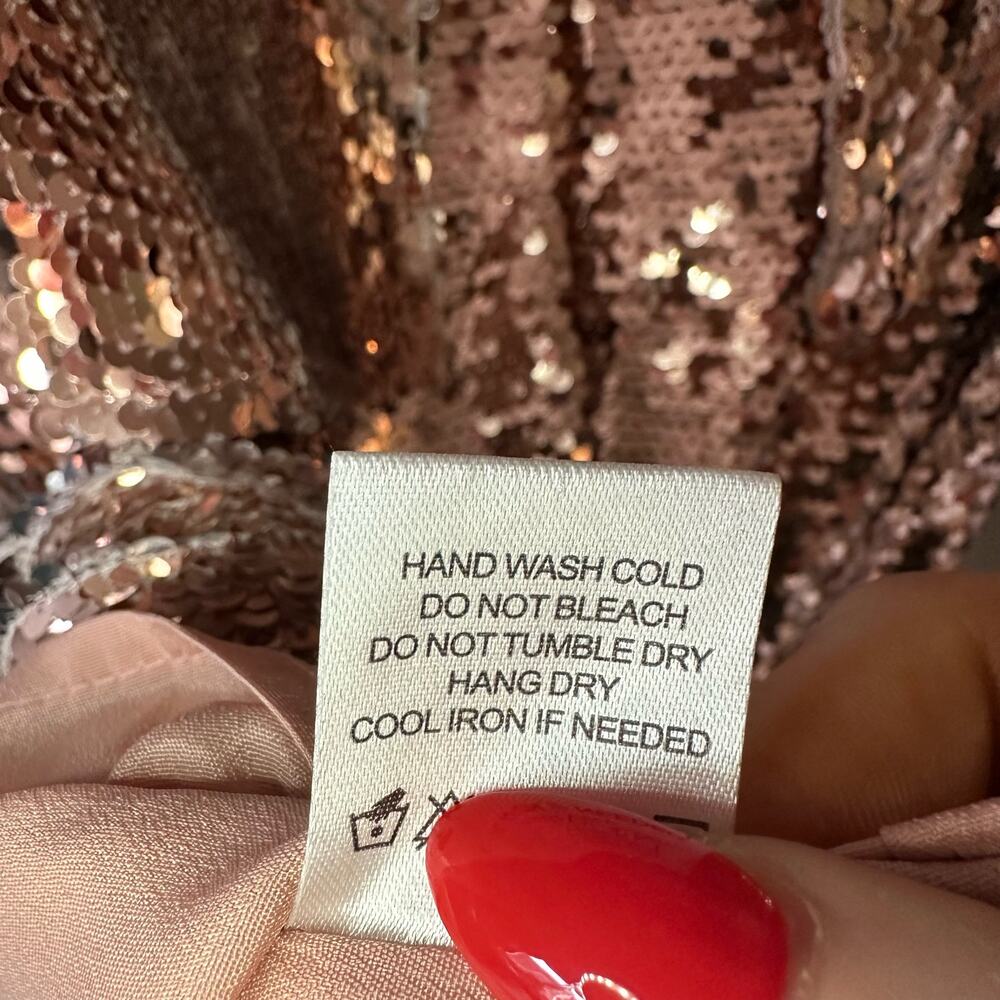 HAND WASH COLD
DO NOT BLEACH
DO NOT TUMBLE DRY
HANG DRY
COOL IRON IF NEEDED